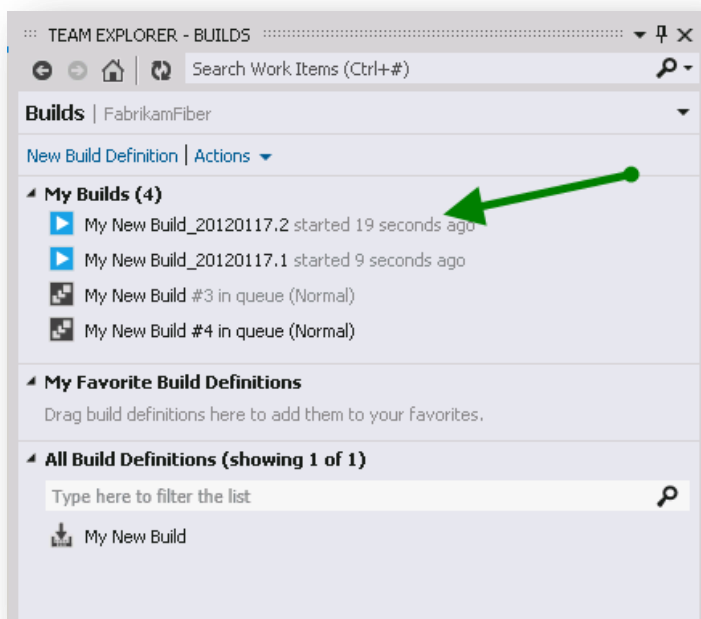 TEAM EXPLORER - BUILDS
Search Work Items (Ctrl+#)
Builds | FabrikamFiber
New Build Definition | Actions
My Builds (4)
My New Build_20120117.2 started 19 seconds ago
My New Build_20120117.1 started 9 seconds ago
My New Build #3 in queue (Normal)
My New Build #4 in queue (Normal)
My Favorite Build Definitions
Drag build definitions here to add them to your favorites.
All Build Definitions (showing 1 of 1)
Type here to filter the list
My New Build